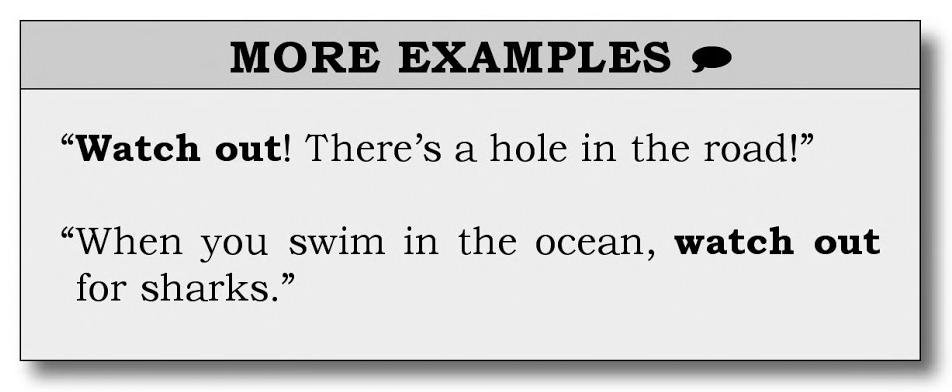 MORE EXAMPLES
“Watch out! There’s a hole in the road!”
“When you swim in the ocean, watch out
for sharks.”